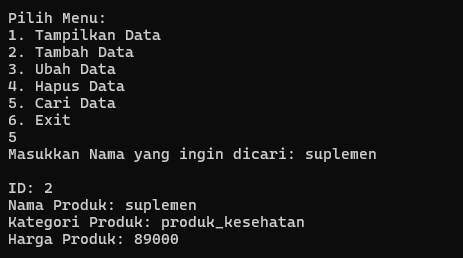 Pilih Menu:
1. Tampilkan Data
2. Tambah Data
3. Ubah Data
4. Hapus Data
5. Cari Data
6. Exit
5
Masukkan Nama yang ingin dicari: suplemen

ID: 2
Nama Produk: suplemen
Kategori Produk: produk_kesehatan
Harga Produk: 89000